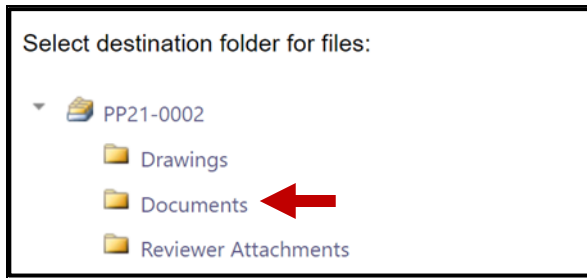 Select destination folder for files:
PP21-0002
Drawings
Documents
Reviewer Attachments